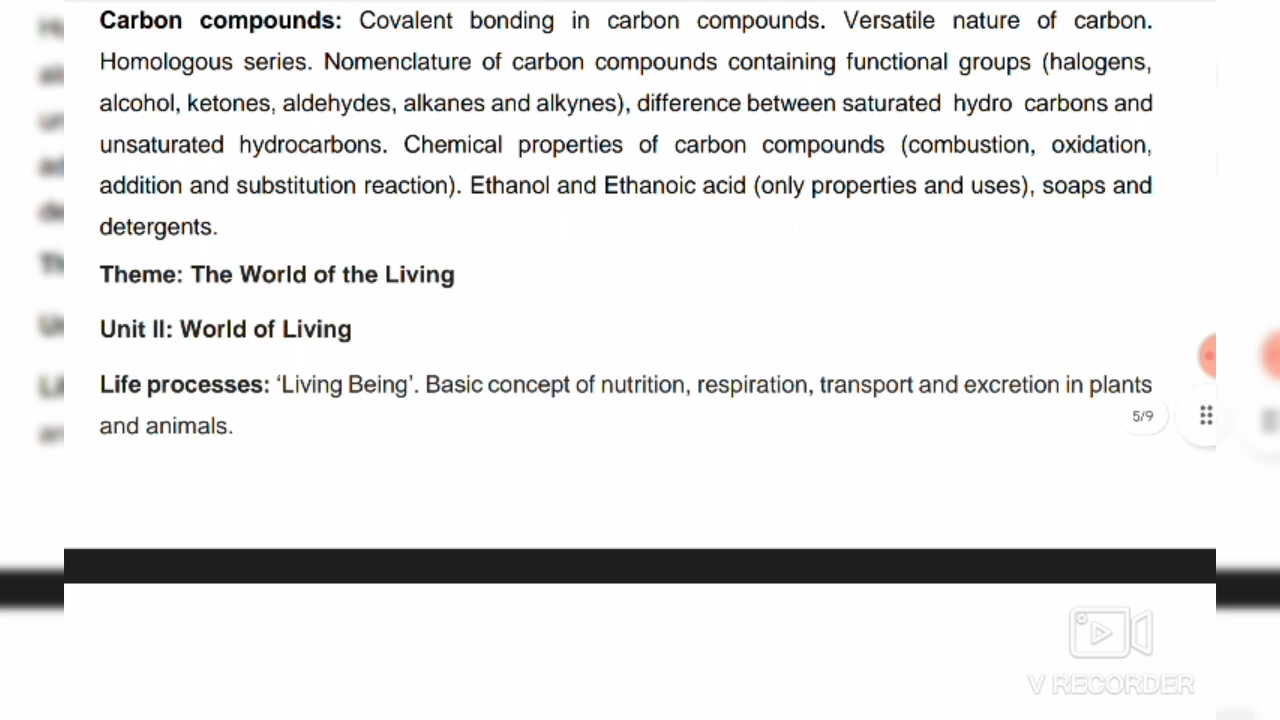 Carbon compounds: Covalent bonding in carbon compounds. Versatile nature of carbon.
Homologous series. Nomenclature of carbon compounds containing functional groups (halogens,
alcohol, ketones, aldehydes, alkanes and alkynes), difference between saturated hydro carbons and
unsaturated hydrocarbons. Chemical properties of carbon compounds (combustion, oxidation,
addition and substitution reaction). Ethanol and Ethanoic acid (only properties and uses), soaps and
detergents.
Theme: The World of the Living
Unit II: World of Living
Life processes: ‘Living Being’. Basic concept of nutrition, respiration, transport and excretion in plants
and animals.
5/9
V RECORDER